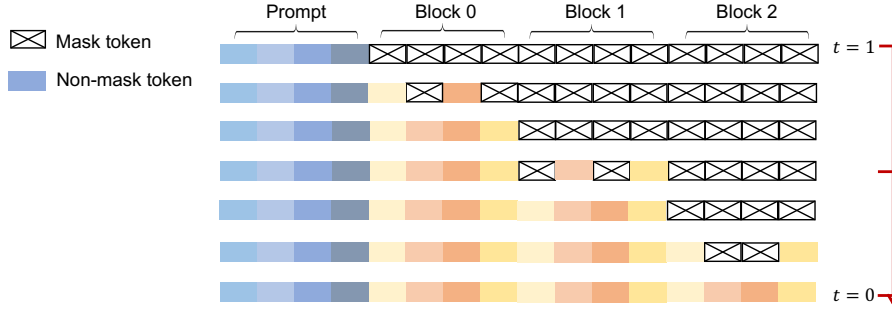 Prompt
Block 0
Block 1
Block 2
Mask token
Non-mask token
t = 1
t = 0